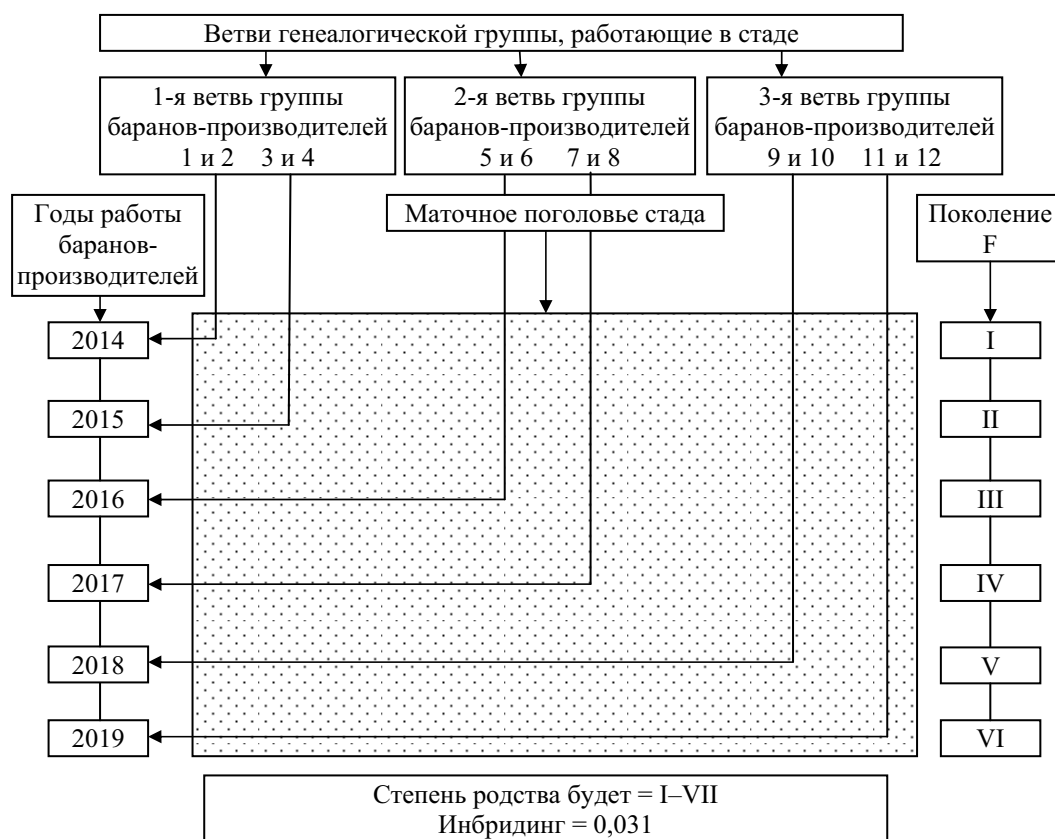 Ветви генеалогической группы, работающие в стаде
1-я ветвь группы
баранов-производителей
1 и 2 3 и 4
2-я ветвь группы
баранов-производителей
5 и 6 7 и 8
3-я ветвь группы
баранов-производителей
9 и 10 11 и 12
Годы работы
баранов-
производителей
Маточное поголовье стада
Поколение
F
2014
I
2015
II
2016
III
2017
IV
2018
V
2019
VI
Степень родства будет = I–VII
Инбридинг = 0,031